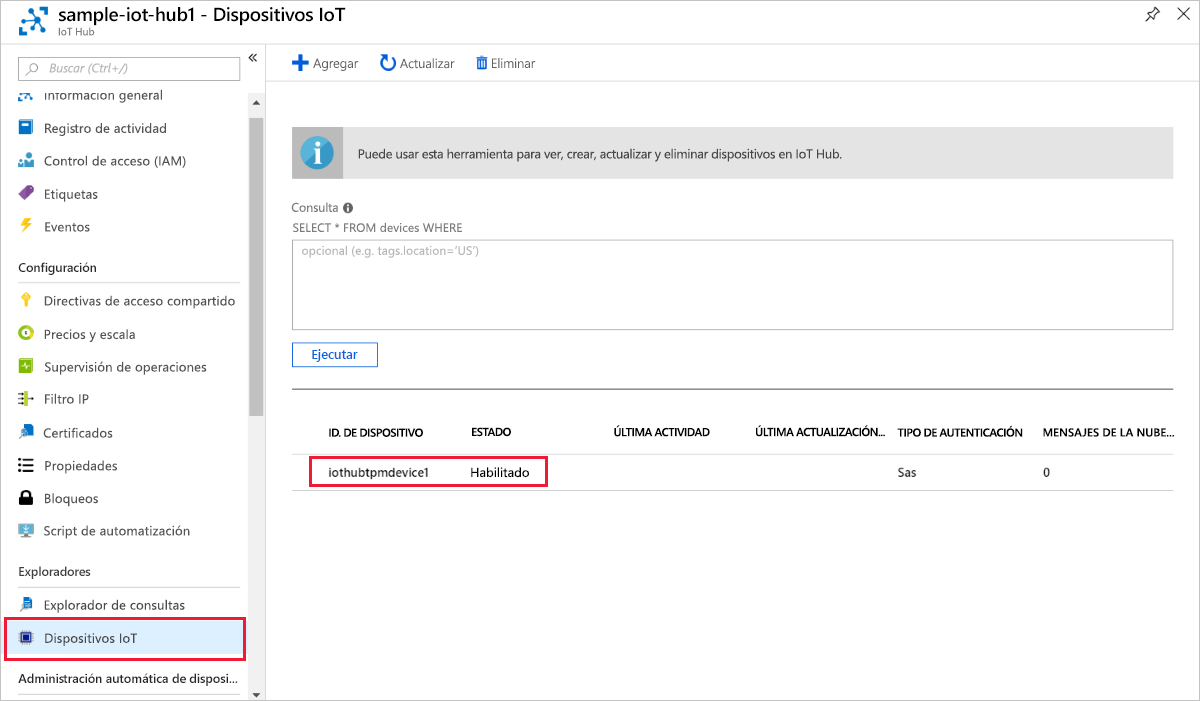 sample-iot-hub1 - Dispositivos IoT
IoT Hub
Buscar (Ctrl+/)
Información general
Registro de actividad
Control de acceso (IAM)
Etiquetas
Eventos
Configuración
Directivas de acceso compartido
Precios y escala
Supervisión de operaciones
Filtro IP
Certificados
Propiedades
Bloqueos
Script de automatización
Exploradores
Explorador de consultas
Dispositivos IoT
Administración automática de disposi...
Agregar Actualizar Eliminar
Puede usar esta herramienta para ver, crear, actualizar y eliminar dispositivos en IoT Hub.
Consulta
SELECT * FROM devices WHERE
opcional (e.g. tags.location='US')
Ejecutar
ID. DE DISPOSITIVO ESTADO ÚLTIMA ACTIVIDAD ÚLTIMA ACTUALIZACIÓN... TIPO DE AUTENTICACIÓN MENSAJES DE LA NUBE...
iothubtpmdevice1 Habilitado Sas 0